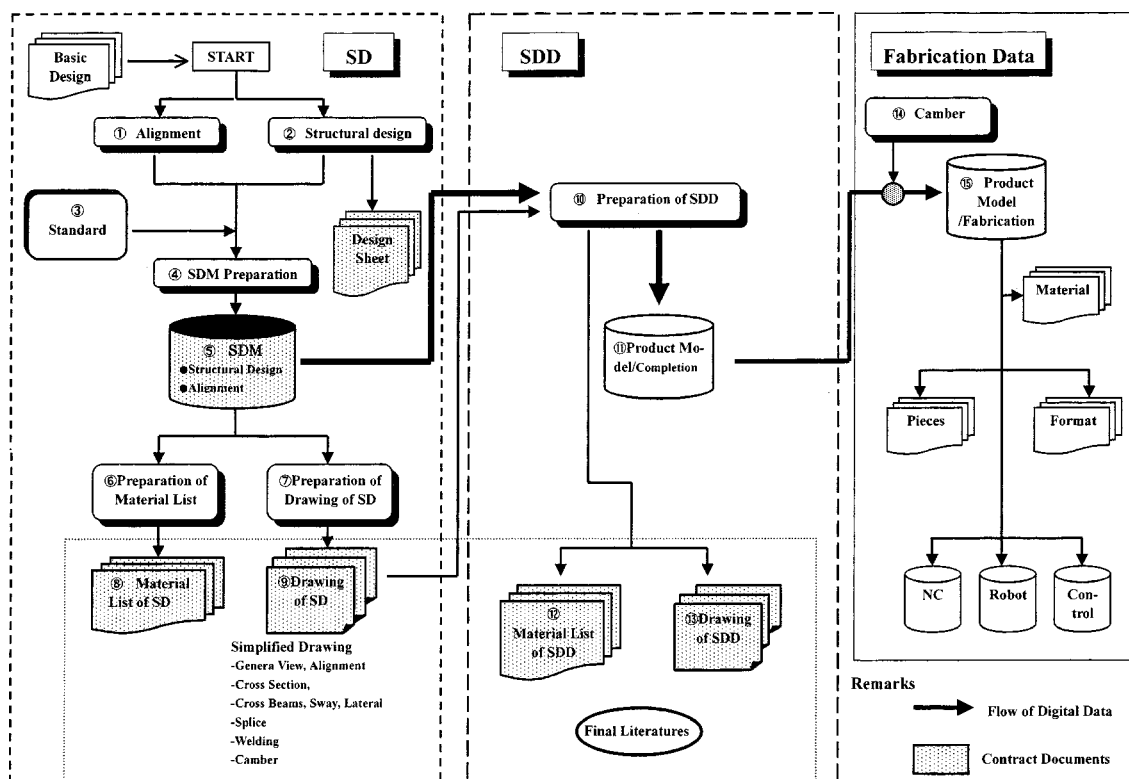 Basic
Design
START
SD
① Alignment
② Structural design
③
Standard
Design
Sheet
④ SDM Preparation
⑤ SDM
●Structural Design
●Alignment
⑥Preparation of
Material List
⑦Preparation of
Drawing of SD
⑧ Material
List of SD
⑨Drawing
of SD
Simplified Drawing
-Genera View, Alignment
-Cross Section,
-Cross Beams, Sway, Lateral
-Splice
-Welding
-Camber
SDD
⑩ Preparation of SDD
⑪Product Mo-
del/Completion
⑫
Material List
of SDD
⑬Drawing
of SDD
Final Literatures
Fabrication Data
⑭ Camber
⑮ Product
Model
/Fabrication
Material
Pieces
Format
NC
Robot
Con-
trol
Remarks
Flow of Digital Data
Contract Documents